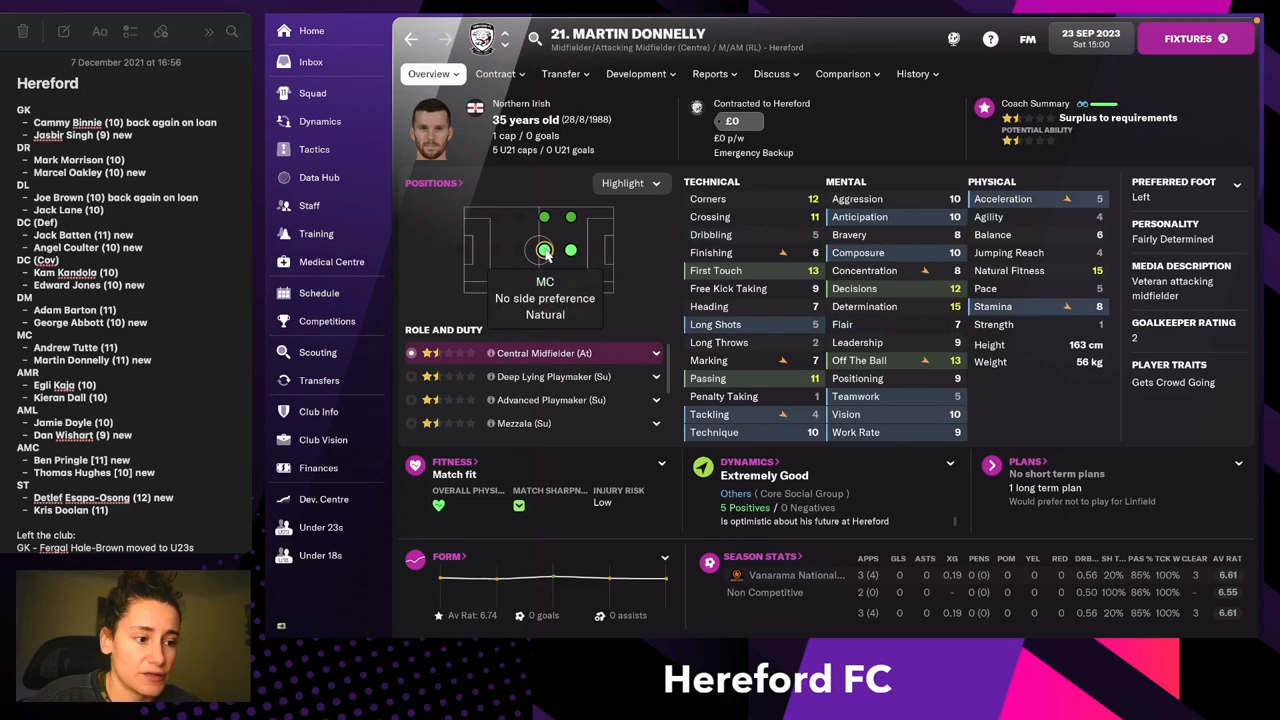 7 December 2021 at 16:56
Hereford
GK
- Cammy Binnie (10) back again on loan
- Jasbir Singh (9) new
DR
- Mark Morrison (10)
- Marcel Oakley (10) new
DL
- Joe Brown (10) back again on loan
- Jack Lane (10)
DC (Def)
- Jack Batten (11) new
- Angel Coulter (10) new
DC (Cov)
- Kam Kandola (10)
- Edward Jones (10) new
DM
- Adam Barton (11)
- George Abbott (10) new
MC
- Andrew Tutte (11)
- Martin Donnelly (11) new
AMR
- Egli Kaja (10)
- Kieran Dall (10)
AML
- Jamie Doyle (10)
- Dan Wishart (9) new
AMC
- Ben Pringle [11] new
- Thomas Hughes [10] new
ST
- Detlef Esapa-Osong (12) new
- Kris Doolan (11)
Left the club:
GK - Fergal Hale-Brown moved to U23s
Home
Inbox
Squad
Dynamics
Tactics
Data Hub
Staff
Training
Medical Centre
Schedule
Competitions
Scouting
Transfers
Club Info
Club Vision
Finances
Dev. Centre
Under 23s
Under 18s
21. MARTIN DONNELLY
Midfielder/Attacking Midfielder (Centre) / M/AM (RL) - Hereford
FM
23 SEP 2023
Sat 15:00
FIXTURES
Overview
Contract
Transfer
Development
Reports
Discuss
Comparison
History
Northern Irish
35 years old (28/8/1988)
1 cap / 0 goals
5 U21 caps / 0 U21 goals
Contracted to Hereford
£0
£0 p/w
Emergency Backup
Coach Summary
Surplus to requirements
POTENTIAL ABILITY
POSITIONS
Highlight
MC
No side preference
Natural
ROLE AND DUTY
Central Midfielder (At)
Deep Lying Playmaker (Su)
Advanced Playmaker (Su)
Mezzala (Su)
TECHNICAL
Corners 12
Crossing 11
Dribbling 5
Finishing 6
First Touch 13
Free Kick Taking 9
Heading 7
Long Shots 5
Long Throws 2
Marking 7
Passing 11
Penalty Taking 1
Tackling 4
Technique 10
MENTAL
Aggression 10
Anticipation 10
Bravery 8
Composure 10
Concentration 8
Decisions 12
Determination 15
Flair 7
Leadership 9
Off The Ball 13
Positioning 9
Teamwork 5
Vision 10
Work Rate 9
PHYSICAL
Acceleration 5
Agility 4
Balance 6
Jumping Reach 4
Natural Fitness 15
Pace 5
Stamina 8
Strength 1
Height 163 cm
Weight 56 kg
PREFERRED FOOT
Left
PERSONALITY
Fairly Determined
MEDIA DESCRIPTION
Veteran attacking
midfielder
GOALKEEPER RATING
2
PLAYER TRAITS
Gets Crowd Going
FITNESS
Match fit
OVERALL PHYSI... MATCH SHARPN... INJURY RISK
Low
DYNAMICS
Extremely Good
Others ( Core Social Group )
5 Positives / 0 Negatives
Is optimistic about his future at Hereford
PLANS
No short term plans
1 long term plan
Would prefer not to play for Linfield
FORM
Av Rat: 6.74 0 goals 0 assists
SEASON STATS APPS GLS ASTS XG PENS POM YEL RED DRB... SH T... PAS % TCK W CLEAR AV RAT
Vanarama National... 3 (4) 0 0 0.19 0 (0) 0 0 0 0.56 20% 85% 100% 3 6.61
Non Competitive 2 (0) 0 0 - 0 (0) 0 0 0 0.50 100% 86% 100% - 6.55
3 (4) 0 0 0.19 0 (0) 0 0 0 0.56 20% 85% 100% 3 6.61
Hereford FC